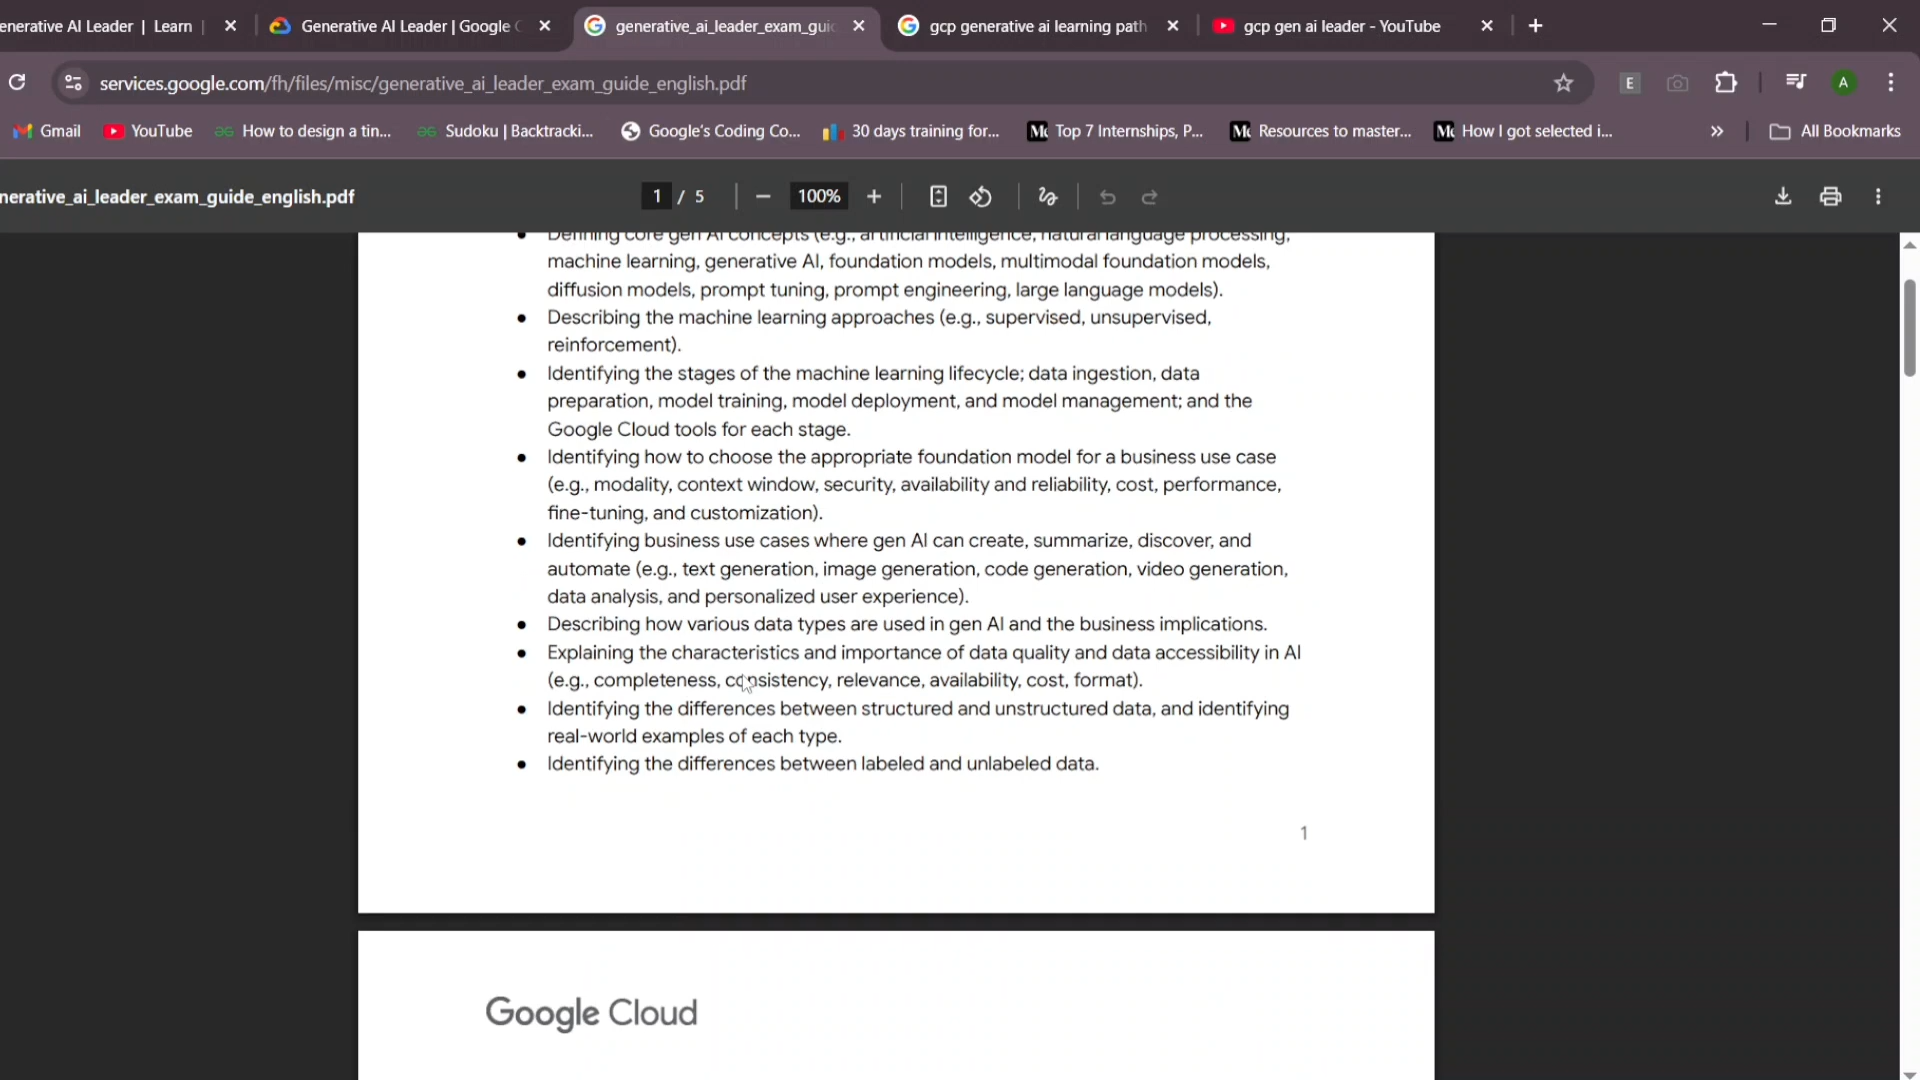 enerative AI Leader | Learn
Generative AI Leader | Google C
generative_ai_leader_exam_gui
gcp generative ai learning path
gcp gen ai leader - YouTube
services.google.com/fh/files/misc/generative_ai_leader_exam_guide_english.pdf
E
A
Gmail
YouTube
How to design a tin...
Sudoku | Backtracki...
Google's Coding Co...
30 days training for...
Top 7 Internships, P...
Resources to master...
How I got selected i...
»
All Bookmarks
nerative_ai_leader_exam_guide_english.pdf
1 / 5
100%
• Defining core gen AI concepts (e.g., artificial intelligence, natural language processing,
machine learning, generative AI, foundation models, multimodal foundation models,
diffusion models, prompt tuning, prompt engineering, large language models).
• Describing the machine learning approaches (e.g., supervised, unsupervised,
reinforcement).
• Identifying the stages of the machine learning lifecycle; data ingestion, data
preparation, model training, model deployment, and model management; and the
Google Cloud tools for each stage.
• Identifying how to choose the appropriate foundation model for a business use case
(e.g., modality, context window, security, availability and reliability, cost, performance,
fine-tuning, and customization).
• Identifying business use cases where gen AI can create, summarize, discover, and
automate (e.g., text generation, image generation, code generation, video generation,
data analysis, and personalized user experience).
• Describing how various data types are used in gen AI and the business implications.
• Explaining the characteristics and importance of data quality and data accessibility in AI
(e.g., completeness, consistency, relevance, availability, cost, format).
• Identifying the differences between structured and unstructured data, and identifying
real-world examples of each type.
• Identifying the differences between labeled and unlabeled data.
1
Google Cloud